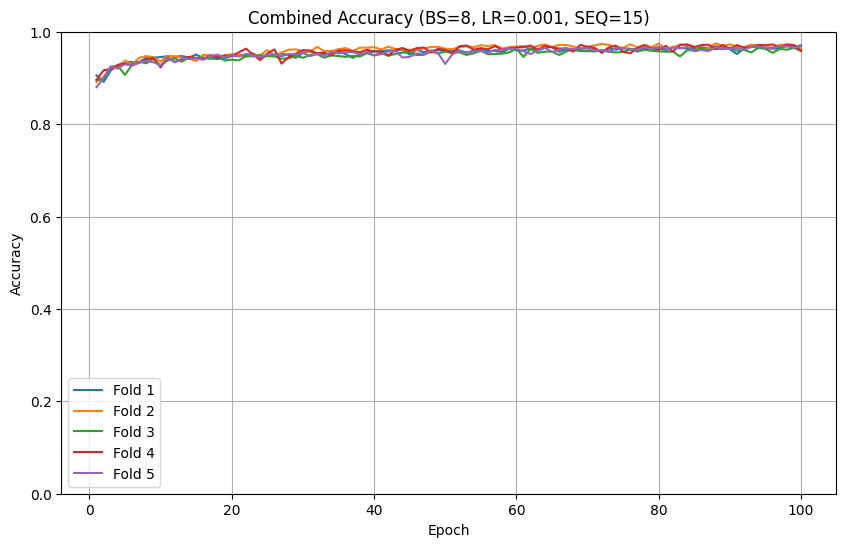 Combined Accuracy (BS=8, LR=0.001, SEQ=15)
1.0
0.8
0.6
0.4
0.2
0.0
Accuracy
Fold 1
Fold 2
Fold 3
Fold 4
Fold 5
0 20 40 60 80 100
Epoch